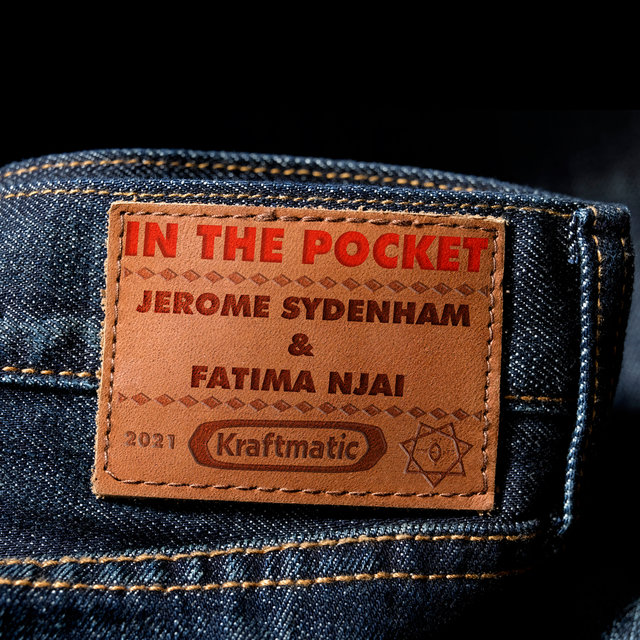 IN THE POCKET
JEROME SYDENHAM
&
FATIMA NJAI
2021 Kraftmatic